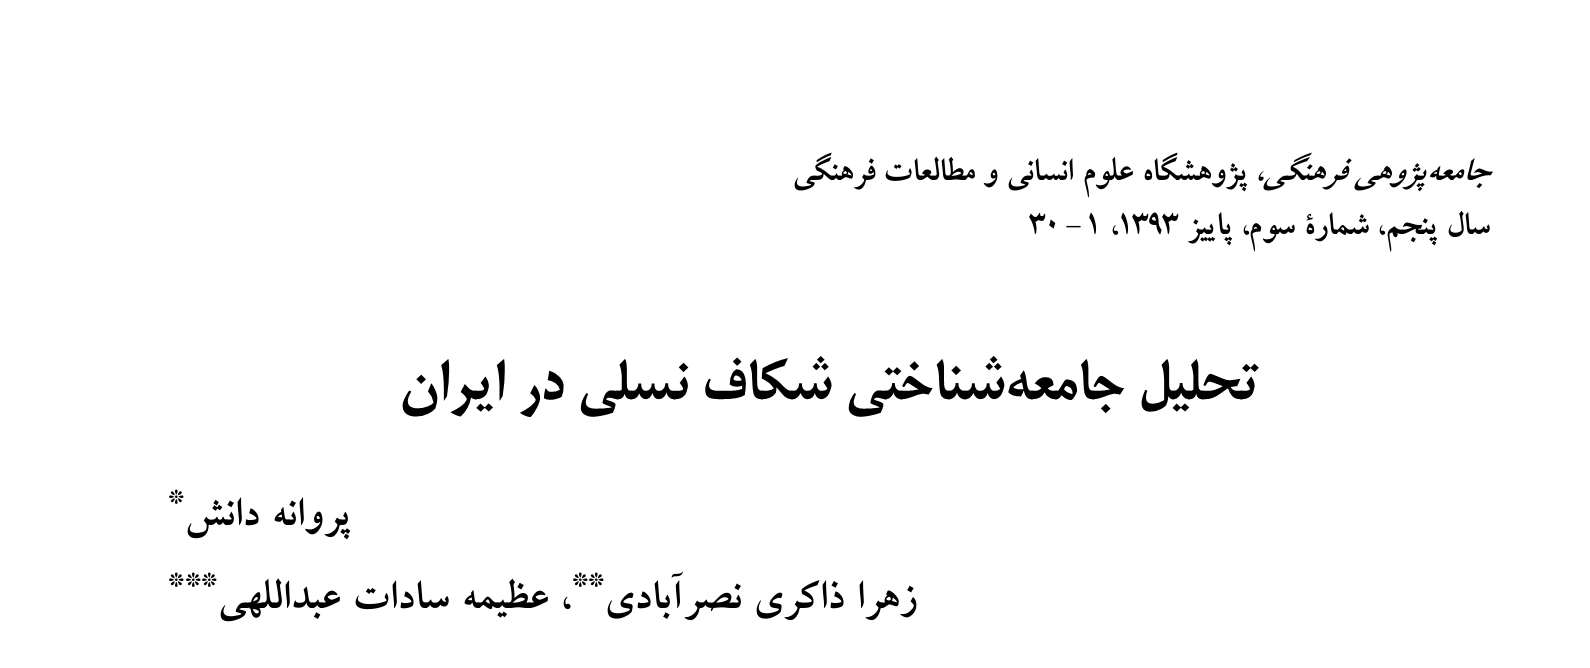 جامعه‌پژوهی فرهنگی، پژوهشگاه علوم انسانی و مطالعات فرهنگی
سال پنجم، شمارۀ سوم، پاییز ۱۳۹۳، ۱ – ۳۰
تحلیل جامعه‌شناختی شکاف نسلی در ایران
پروانه دانش*
زهرا ذاکری نصرآبادی**، عظیمه سادات عبداللهی***